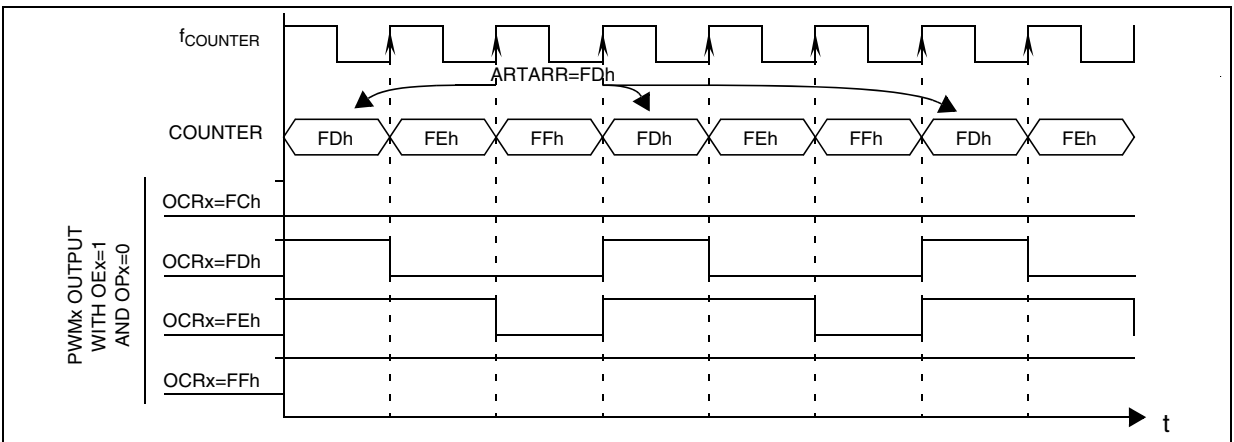 fCOUNTER
ARTARR=FDh
COUNTER
FDh FEh FFh FDh FEh FFh FDh FEh
PWMx OUTPUT
WITH OEx=1
AND OPx=0
OCRx=FCh
OCRx=FDh
OCRx=FEh
OCRx=FFh
t